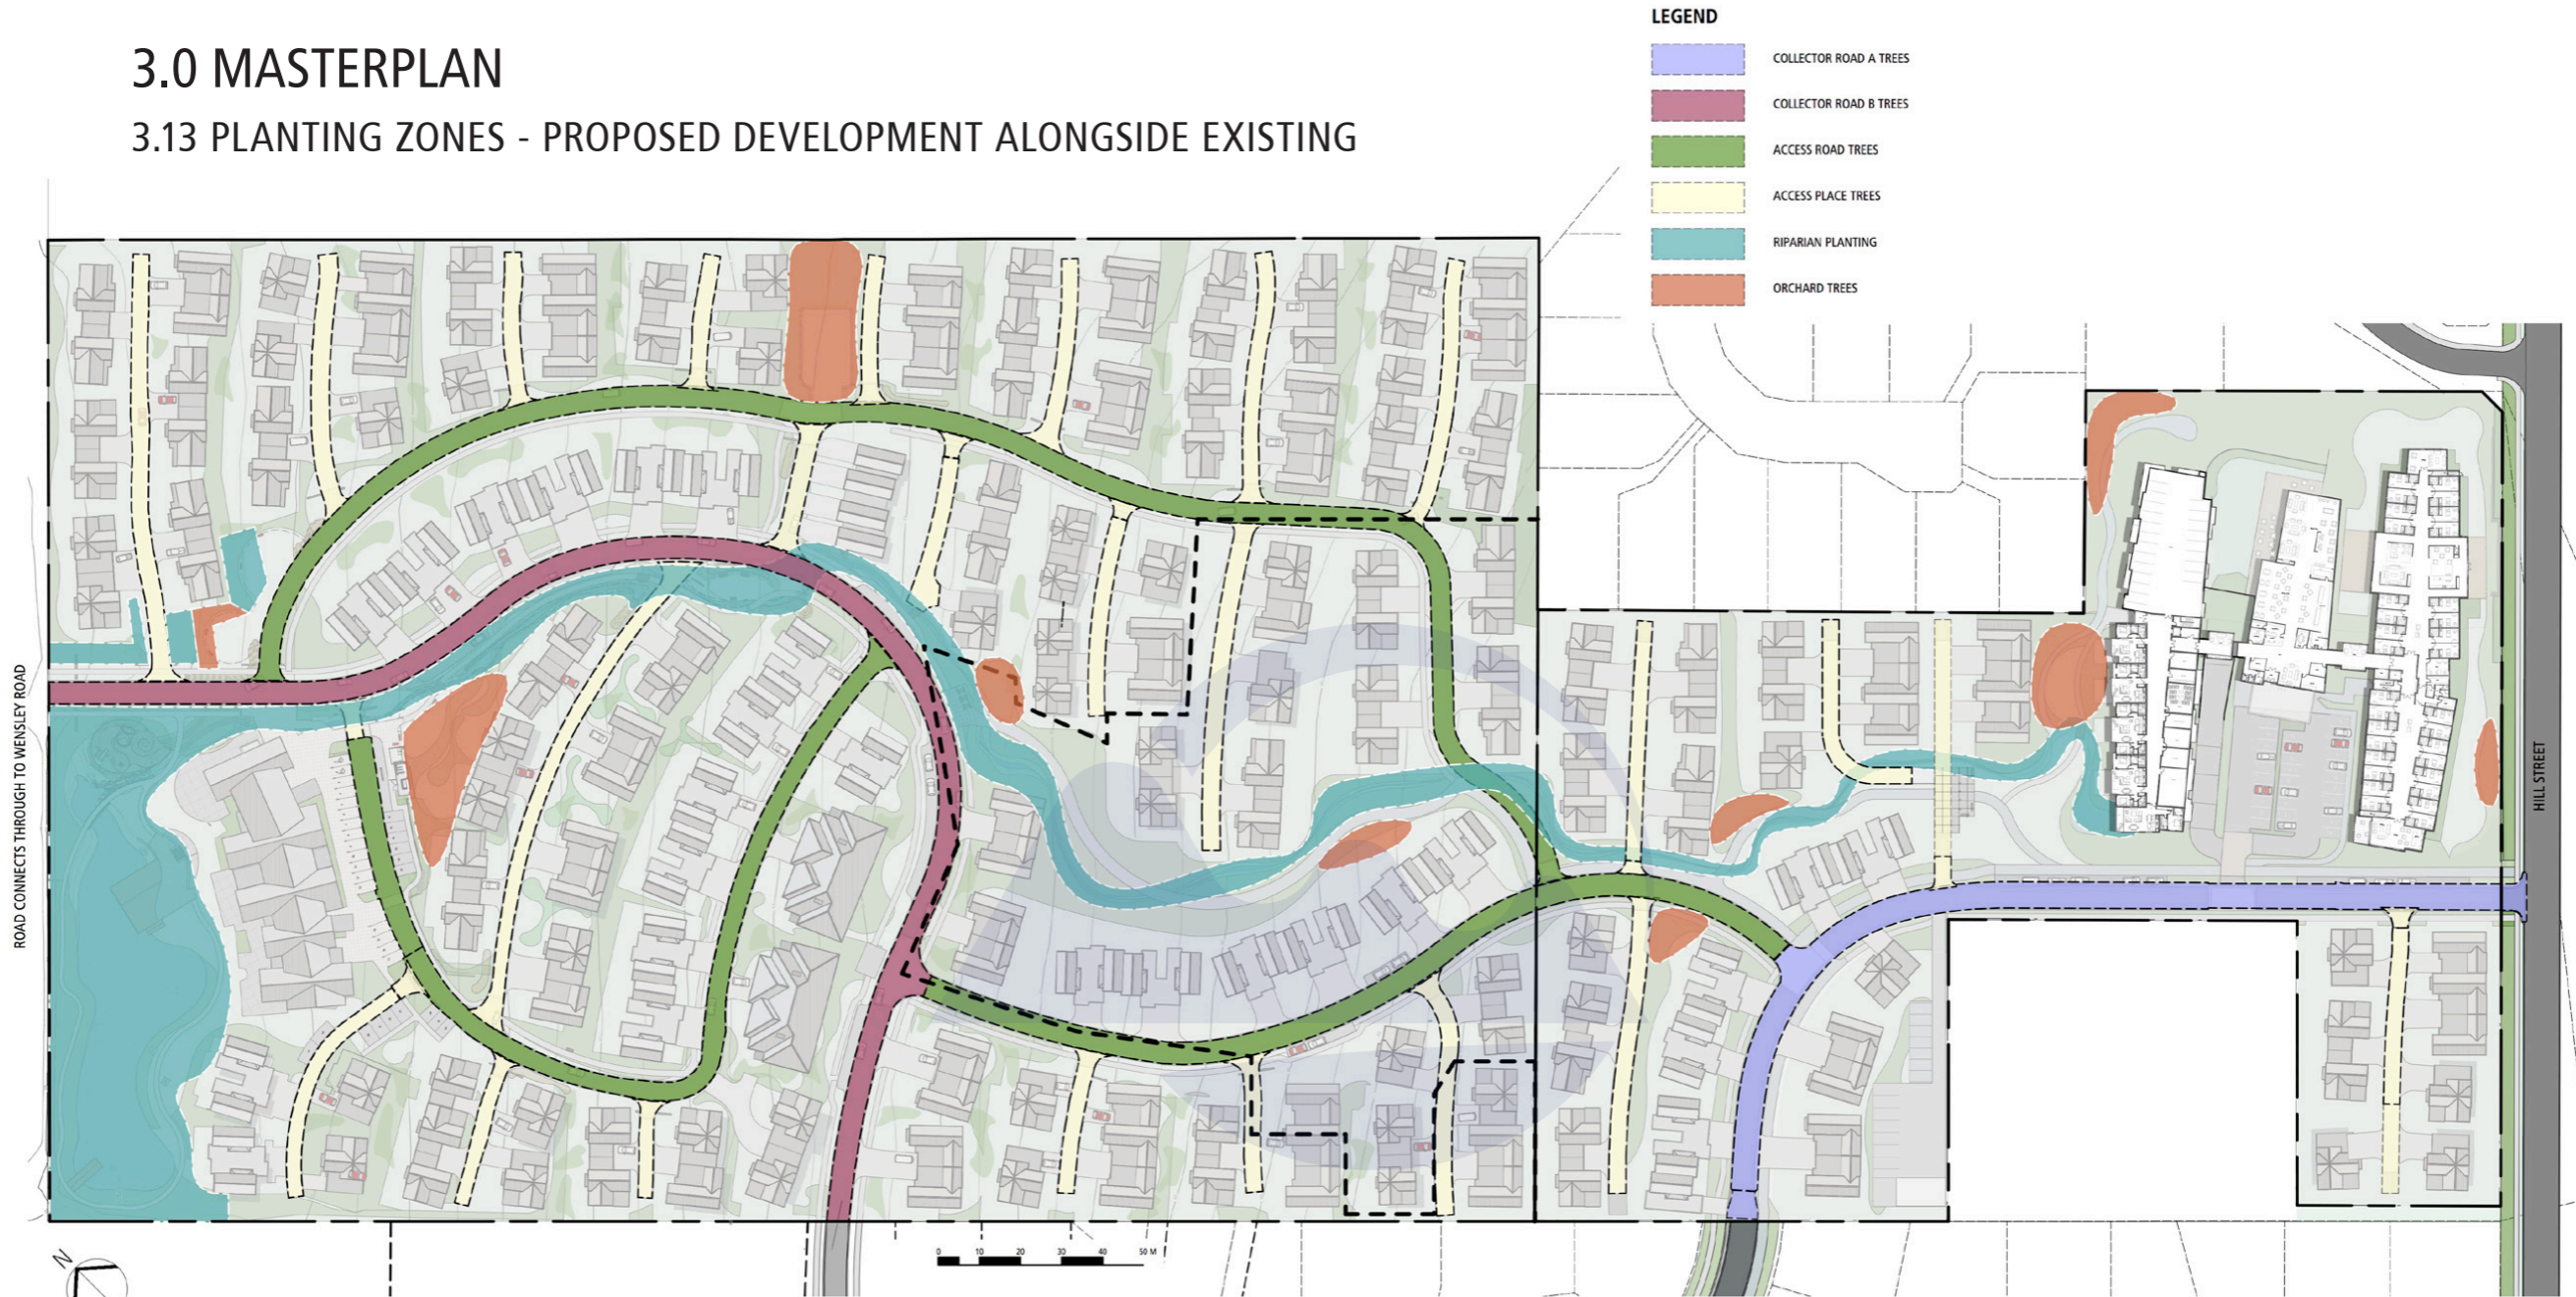 3.0 MASTERPLAN
3.13 PLANTING ZONES - PROPOSED DEVELOPMENT ALONGSIDE EXISTING
LEGEND
COLLECTOR ROAD A TREES
COLLECTOR ROAD B TREES
ACCESS ROAD TREES
ACCESS PLACE TREES
RIPARIAN PLANTING
ORCHARD TREES
ROAD CONNECTS THROUGH TO WENSLEY ROAD
HILL STREET
N
0 10 20 30 40 50 M